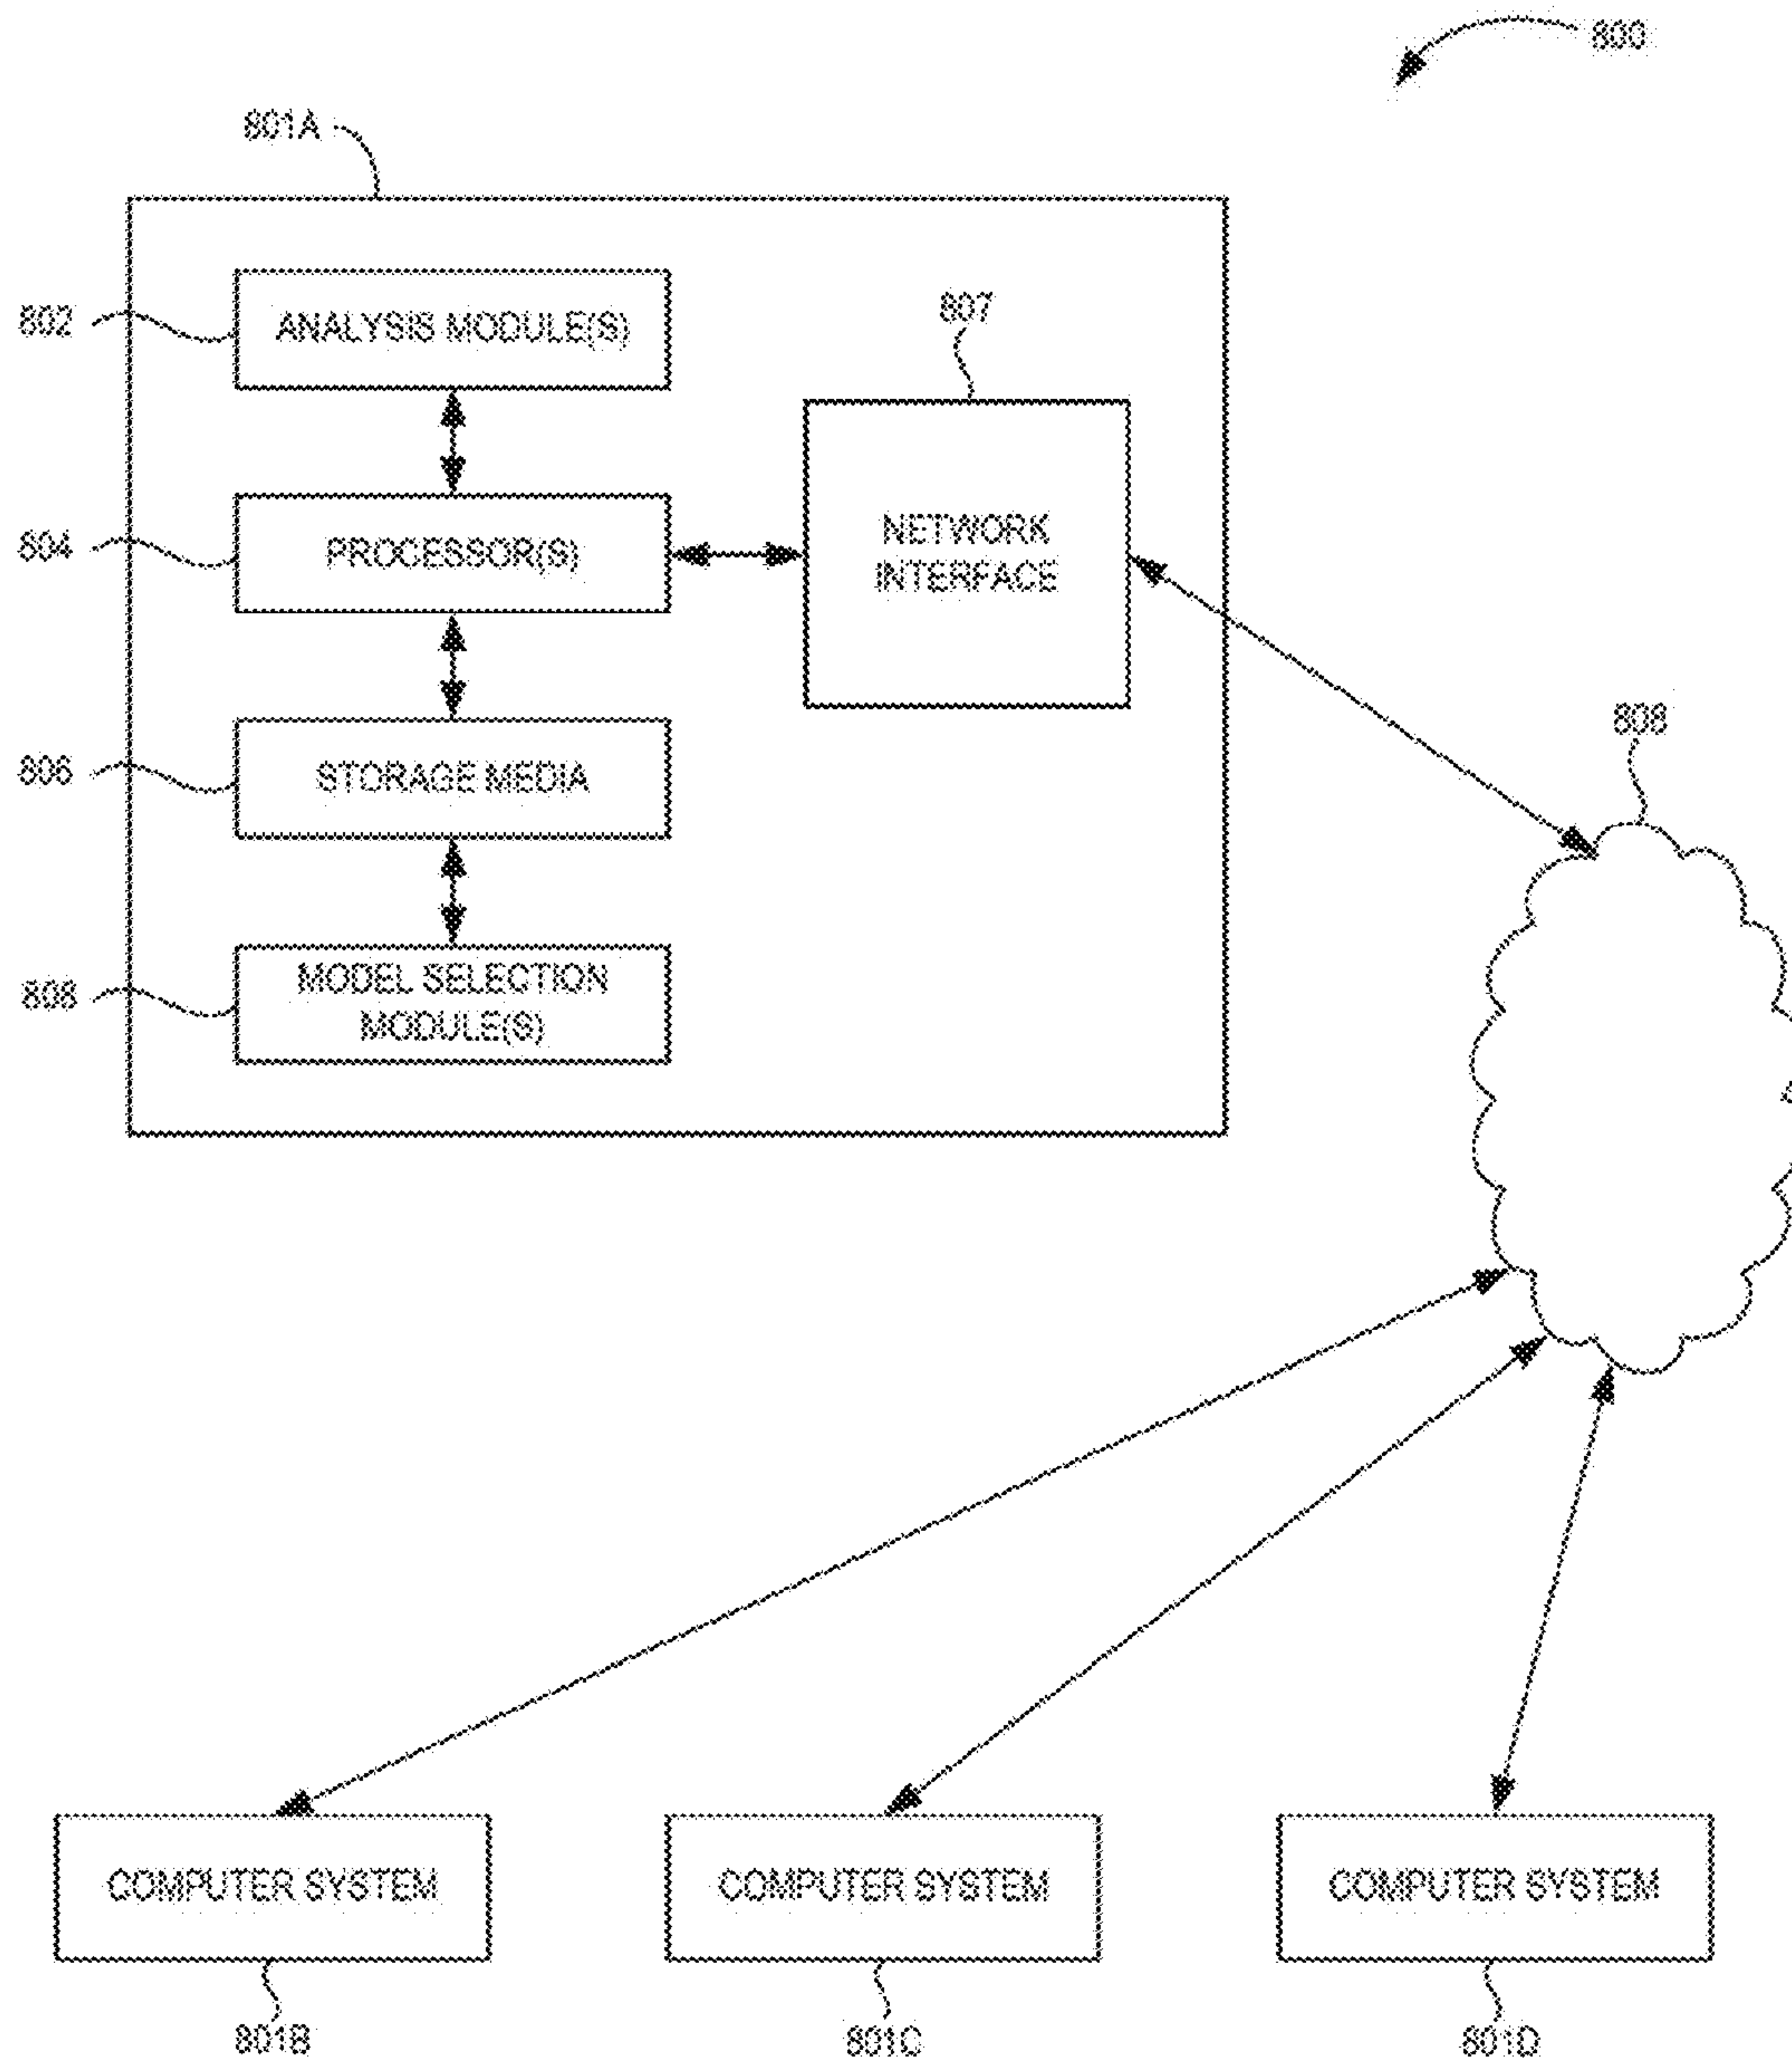 800
801A
802
ANALYSIS MODULE(S)
807
804
PROCESSOR(S)
NETWORK
INTERFACE
806
STORAGE MEDIA
808
808
MODEL SELECTION
MODULE(S)
COMPUTER SYSTEM
COMPUTER SYSTEM
COMPUTER SYSTEM
801B
801C
801D